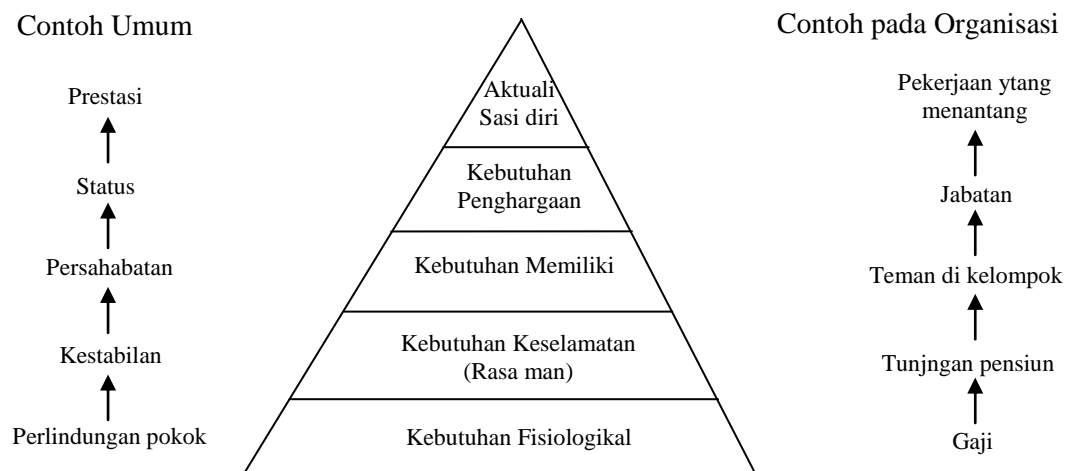 Contoh Umum
Prestasi
Status
Persahabatan
Kestabilan
Perlindungan pokok
Aktuali
Sasi diri
Kebutuhan
Penghargaan
Kebutuhan Memiliki
Kebutuhan Keselamatan
(Rasa man)
Kebutuhan Fisiologikal
Contoh pada Organisasi
Pekerjaan ytang
menantang
Jabatan
Teman di kelompok
Tunjngan pensiun
Gaji